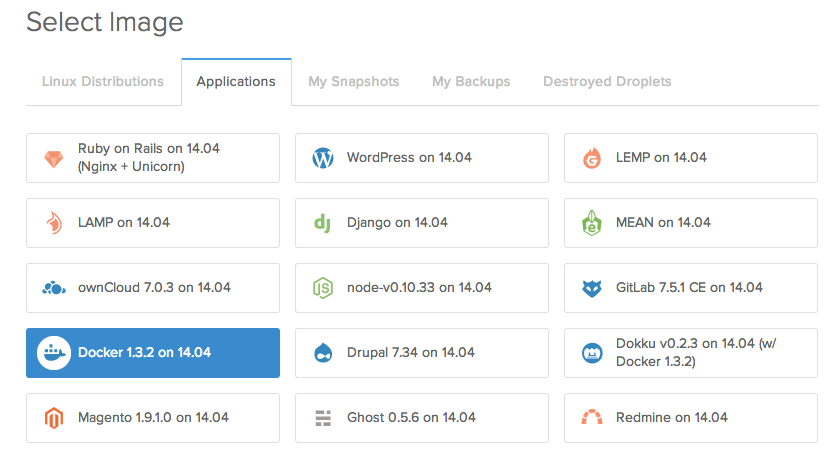 Select Image
Linux Distributions
Applications
My Snapshots
My Backups
Destroyed Droplets
Ruby on Rails on 14.04
(Nginx + Unicorn)
WordPress on 14.04
LEMP on 14.04
LAMP on 14.04
Django on 14.04
MEAN on 14.04
ownCloud 7.0.3 on 14.04
node-v0.10.33 on 14.04
GitLab 7.5.1 CE on 14.04
Docker 1.3.2 on 14.04
Drupal 7.34 on 14.04
Dokku v0.2.3 on 14.04 (w/
Docker 1.3.2)
Magento 1.9.1.0 on 14.04
Ghost 0.5.6 on 14.04
Redmine on 14.04